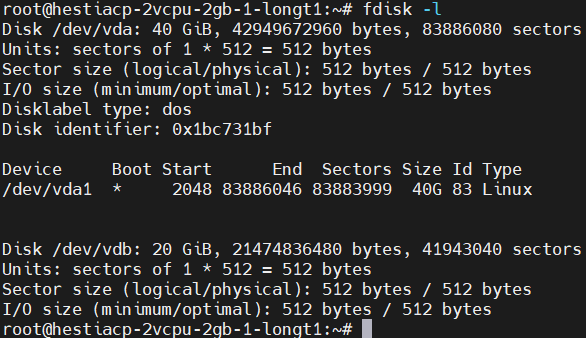 root@hestiacp-2vcpu-2gb-1-longt1:~# fdisk -l
Disk /dev/vda: 40 GiB, 42949672960 bytes, 83886080 sectors
Units: sectors of 1 * 512 = 512 bytes
Sector size (logical/physical): 512 bytes / 512 bytes
I/O size (minimum/optimal): 512 bytes / 512 bytes
Disklabel type: dos
Disk identifier: 0x1bc731bf
Device     Boot Start      End  Sectors Size Id Type
/dev/vda1  *     2048 83886046 83883999  40G 83 Linux
Disk /dev/vdb: 20 GiB, 21474836480 bytes, 41943040 sectors
Units: sectors of 1 * 512 = 512 bytes
Sector size (logical/physical): 512 bytes / 512 bytes
I/O size (minimum/optimal): 512 bytes / 512 bytes
root@hestiacp-2vcpu-2gb-1-longt1:~#